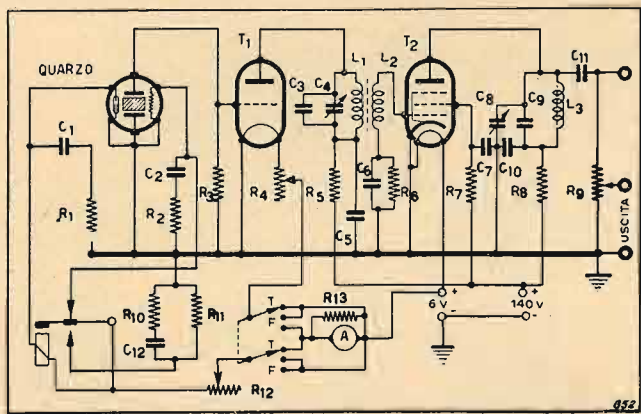 T1
T2
C11
QUARZO
L1
L2
C3
C4
C8
C9
L3
C1
C2
C6
C7
C10
R1
R2
R3
R4
R5
R6
R7
R8
R9
C5
USCITA
R10
R11
C12
T
R13
F
A
T
F
R12
6 V
+
-
140 V
+
-
952